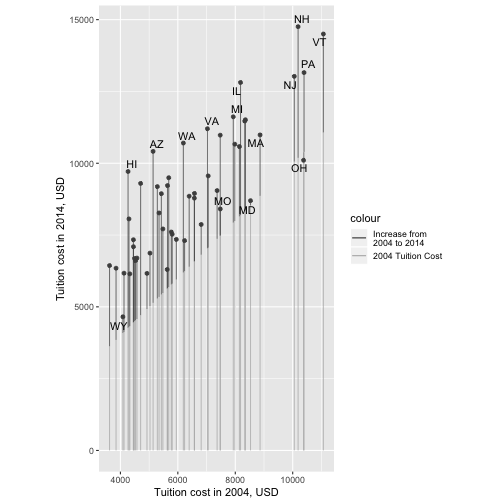 15000
NH
VT
PA
NJ
IL
MI
VA
WA
AZ
MA
HI
OH
10000
MO
MD
WY
5000
0
4000 6000 8000 10000
Tuition cost in 2004, USD
Tuition cost in 2014, USD
colour
Increase from
2004 to 2014
2004 Tuition Cost